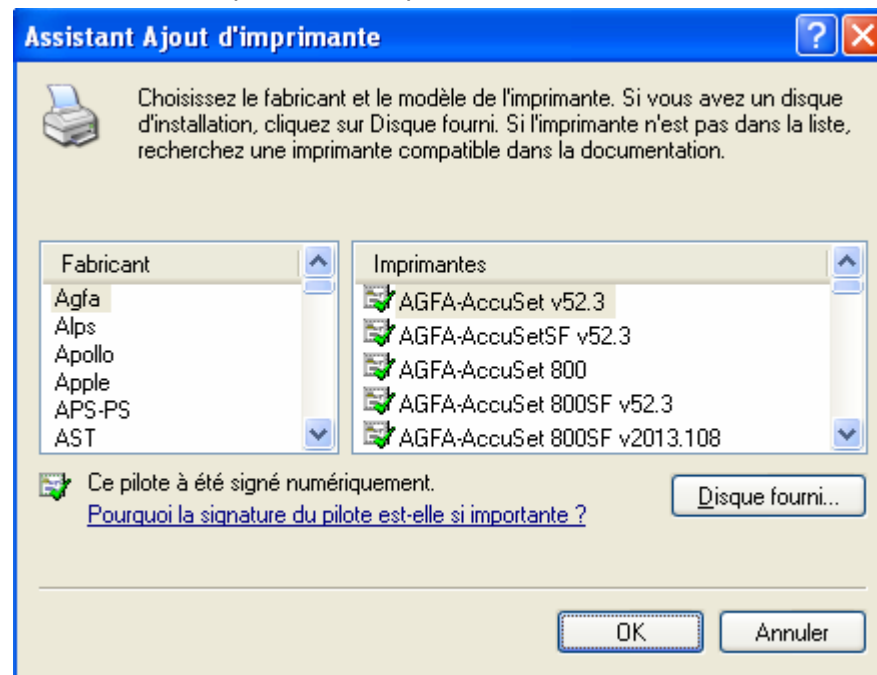 Assistant Ajout d'imprimante
Choisissez le fabricant et le modèle de l'imprimante. Si vous avez un disque
d'installation, cliquez sur Disque fourni. Si l'imprimante n'est pas dans la liste,
recherchez une imprimante compatible dans la documentation.
Fabricant
Agfa
Alps
Apollo
Apple
APS-PS
AST
Imprimantes
AGFA-AccuSet v52.3
AGFA-AccuSetSF v52.3
AGFA-AccuSet 800
AGFA-AccuSet 800SF v52.3
AGFA-AccuSet 800SF v2013.108
Ce pilote à été signé numériquement.
Pourquoi la signature du pilote est-elle si importante ?
Disque fourni...
OK
Annuler